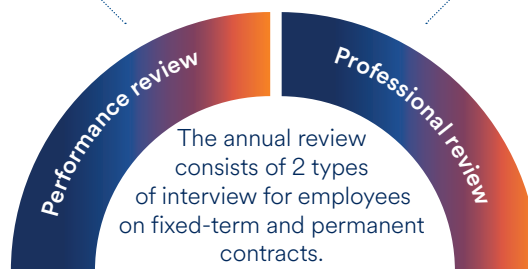 Performance review
Professional review
The annual review
consists of 2 types
of interview for employees
on fixed-term and permanent
contracts.